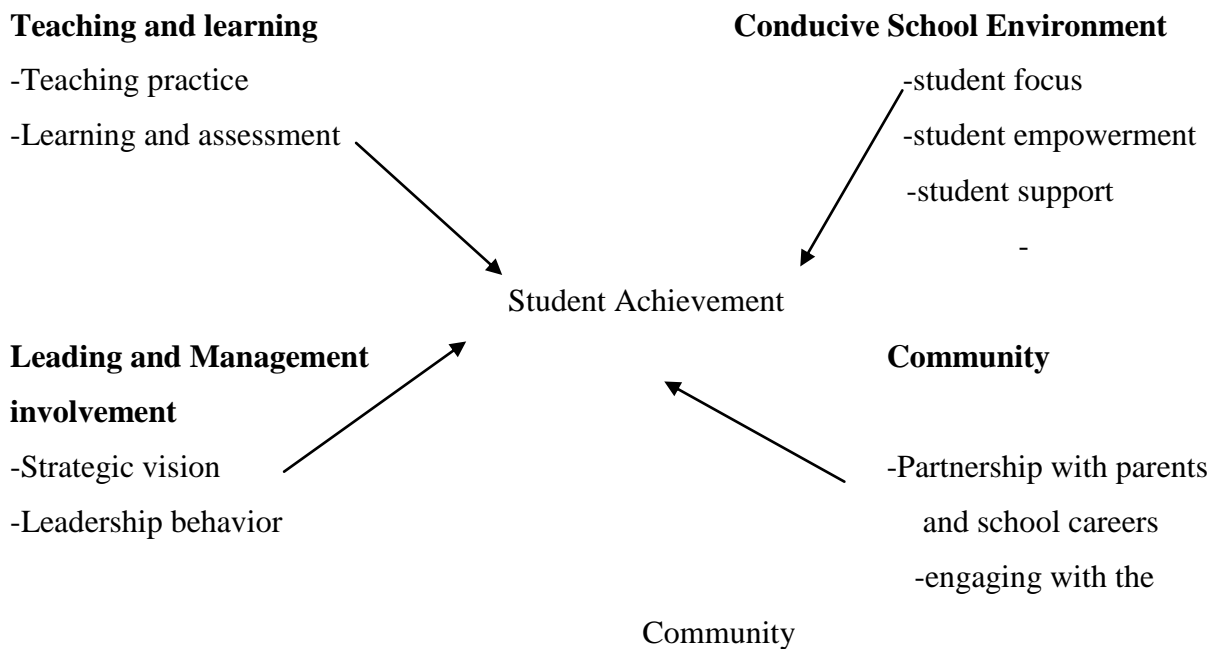 Teaching and learning
-Teaching practice
-Learning and assessment
Conducive School Environment
-student focus
-student empowerment
-student support
-
Student Achievement
Leading and Management
involvement
-Strategic vision
-Leadership behavior
Community
-Partnership with parents
and school careers
-engaging with the
Community